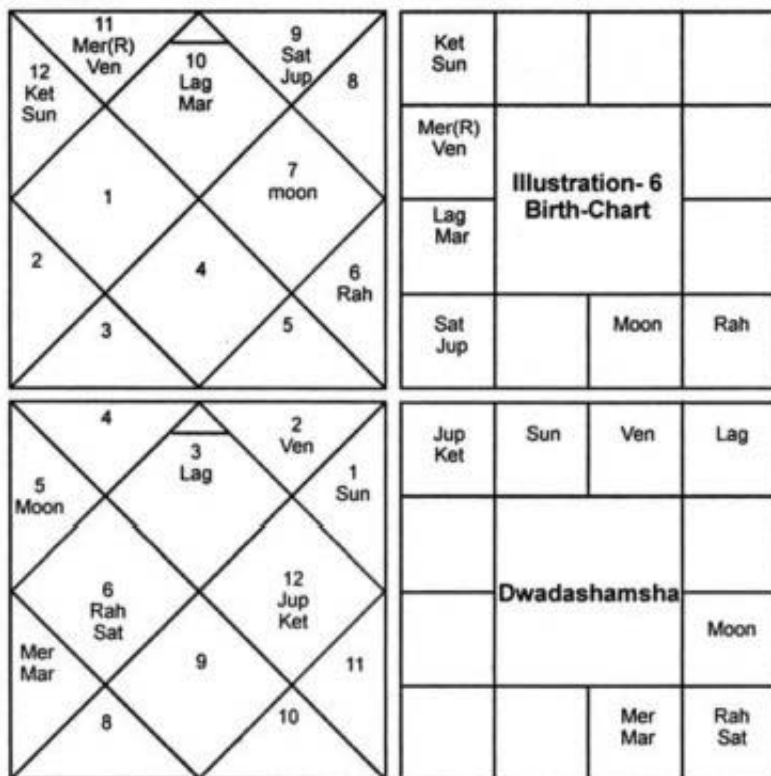 11
Mer(R)
Ven
12
Ket
Sun
10
Lag
Mar
9
Sat
Jup
8
1
7
moon
2
4
6
Rah
3
5
Ket
Sun
Mer(R)
Ven
Illustration- 6
Birth-Chart
Lag
Mar
Sat
Jup
Moon
Rah
4
3
Lag
2
Ven
5
Moon
1
Sun
6
Rah
Sat
12
Jup
Ket
Mer
Mar
9
11
8
10
Jup
Ket
Sun
Ven
Lag
Dwadashamsha
Moon
Mer
Mar
Rah
Sat